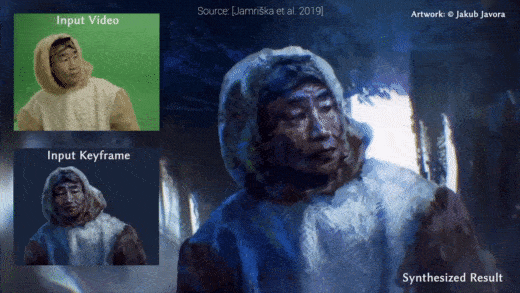 Source: [Jamriška et al. 2019]
Artwork: © Jakub Javora
Input Video
Input Keyframe
Synthesized Result